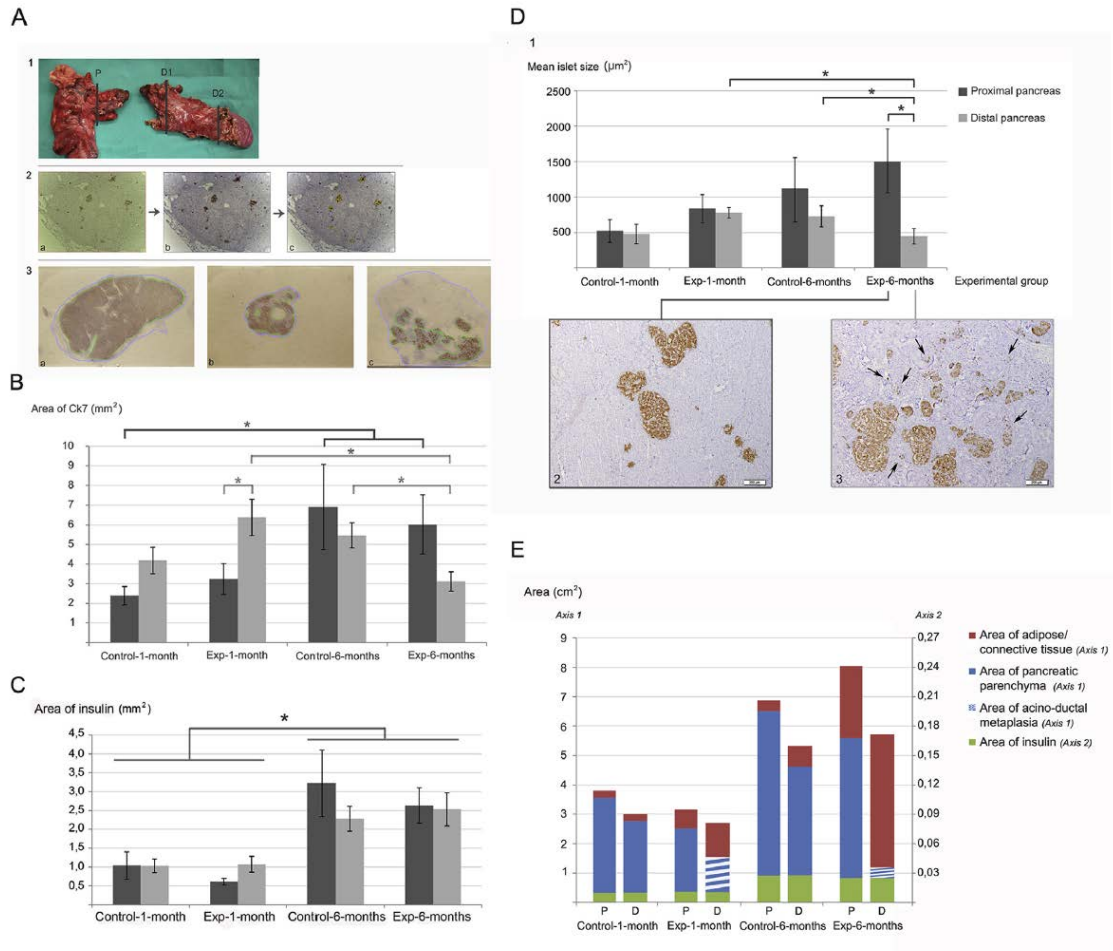 A
1
P
D1
D2
2
a
b
c
3
a
b
c
B
Area of Ck7 (mm²)
10
9
8
7
6
5
4
3
2
1
*
*
*
*
Control-1-month
Exp-1-month
Control-6-months
Exp-6-months
C
Area of insulin (mm²)
4,5
4,0
3,5
3,0
2,5
2,0
1,5
1,0
0,5
*
Control-1-month
Exp-1-month
Control-6-months
Exp-6-months
D
1
Mean islet size (µm²)
2500
2000
1500
1000
500
*
*
*
Proximal pancreas
Distal pancreas
Control-1-month
Exp-1-month
Control-6-months
Exp-6-months
Experimental group
2
3
E
Area (cm²)
Axis 1
Axis 2
9
8
7
6
5
4
3
2
1
0,27
0,24
0,21
0,18
0,15
0,12
0,09
0,06
0,03
Area of adipose/
connective tissue (Axis 1)
Area of pancreatic
parenchyma (Axis 1)
Area of acino-ductal
metaplasia (Axis 1)
Area of insulin (Axis 2)
P D P D P D P D
Control-1-month
Exp-1-month
Control-6-months
Exp-6-months